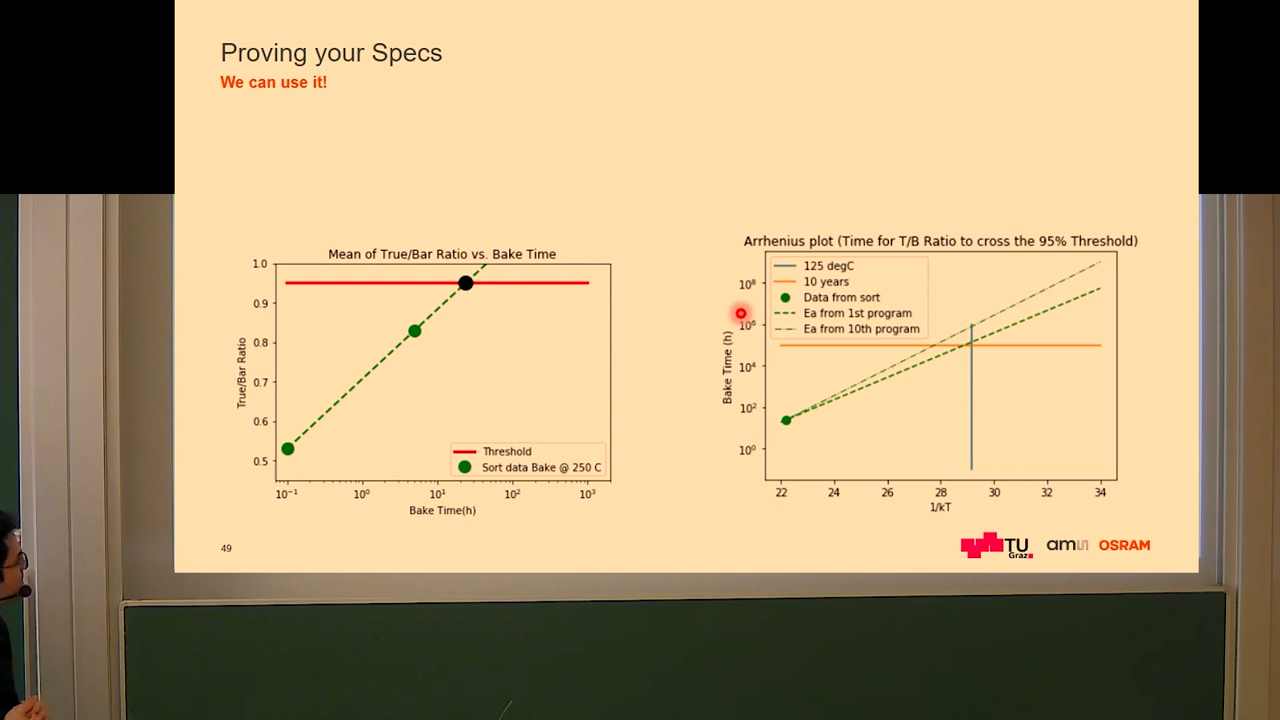 Proving your Specs
We can use it!
Mean of True/Bar Ratio vs. Bake Time
True/Bar Ratio
1.0
0.9
0.8
0.7
0.6
0.5
Threshold
Sort data Bake @ 250 C
10⁻¹ 10⁰ 10¹ 10² 10³
Bake Time(h)
Arrhenius plot (Time for T/B Ratio to cross the 95% Threshold)
Bake Time (h)
10⁸
10⁶
10⁴
10²
10⁰
125 degC
10 years
Data from sort
Ea from 1st program
Ea from 10th program
22 24 26 28 30 32 34
1/kT
49
TU
Graz
am
OSRAM